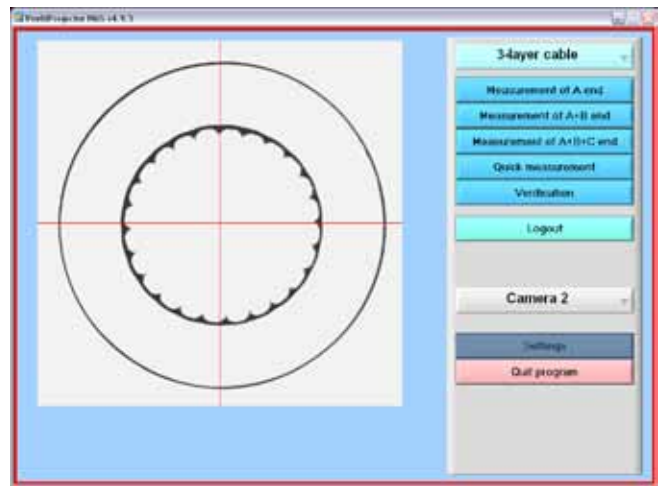 3-layer cable
Measurement of A end
Measurement of A+B end
Measurement of A+B+C end
Quick measurement
Verification
Logout
Camera 2
Settings
Quit program